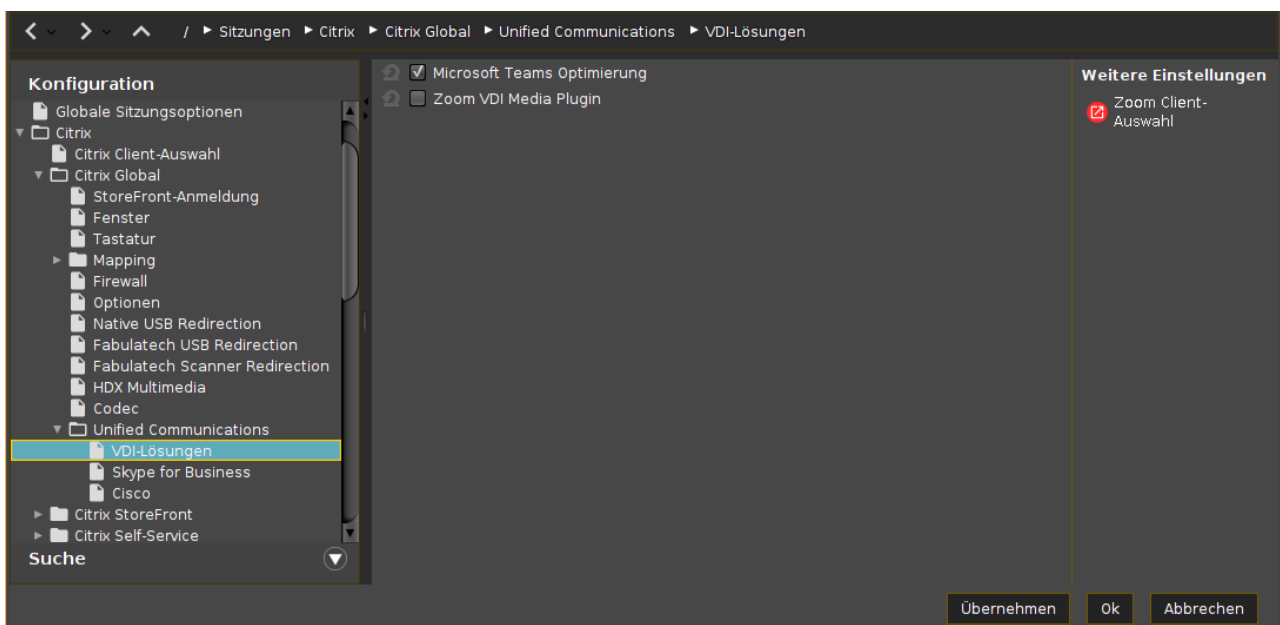 / Sitzungen Citrix Citrix Global Unified Communications VDI-Lösungen
Konfiguration
Globale Sitzungsoptionen
Citrix
Citrix Client-Auswahl
Citrix Global
StoreFront-Anmeldung
Fenster
Tastatur
Mapping
Firewall
Optionen
Native USB Redirection
Fabulatech USB Redirection
Fabulatech Scanner Redirection
HDX Multimedia
Codec
Unified Communications
VDI-Lösungen
Skype for Business
Cisco
Citrix StoreFront
Citrix Self-Service
Suche
Microsoft Teams Optimierung
Zoom VDI Media Plugin
Weitere Einstellungen
Zoom Client-
Auswahl
Übernehmen Ok Abbrechen